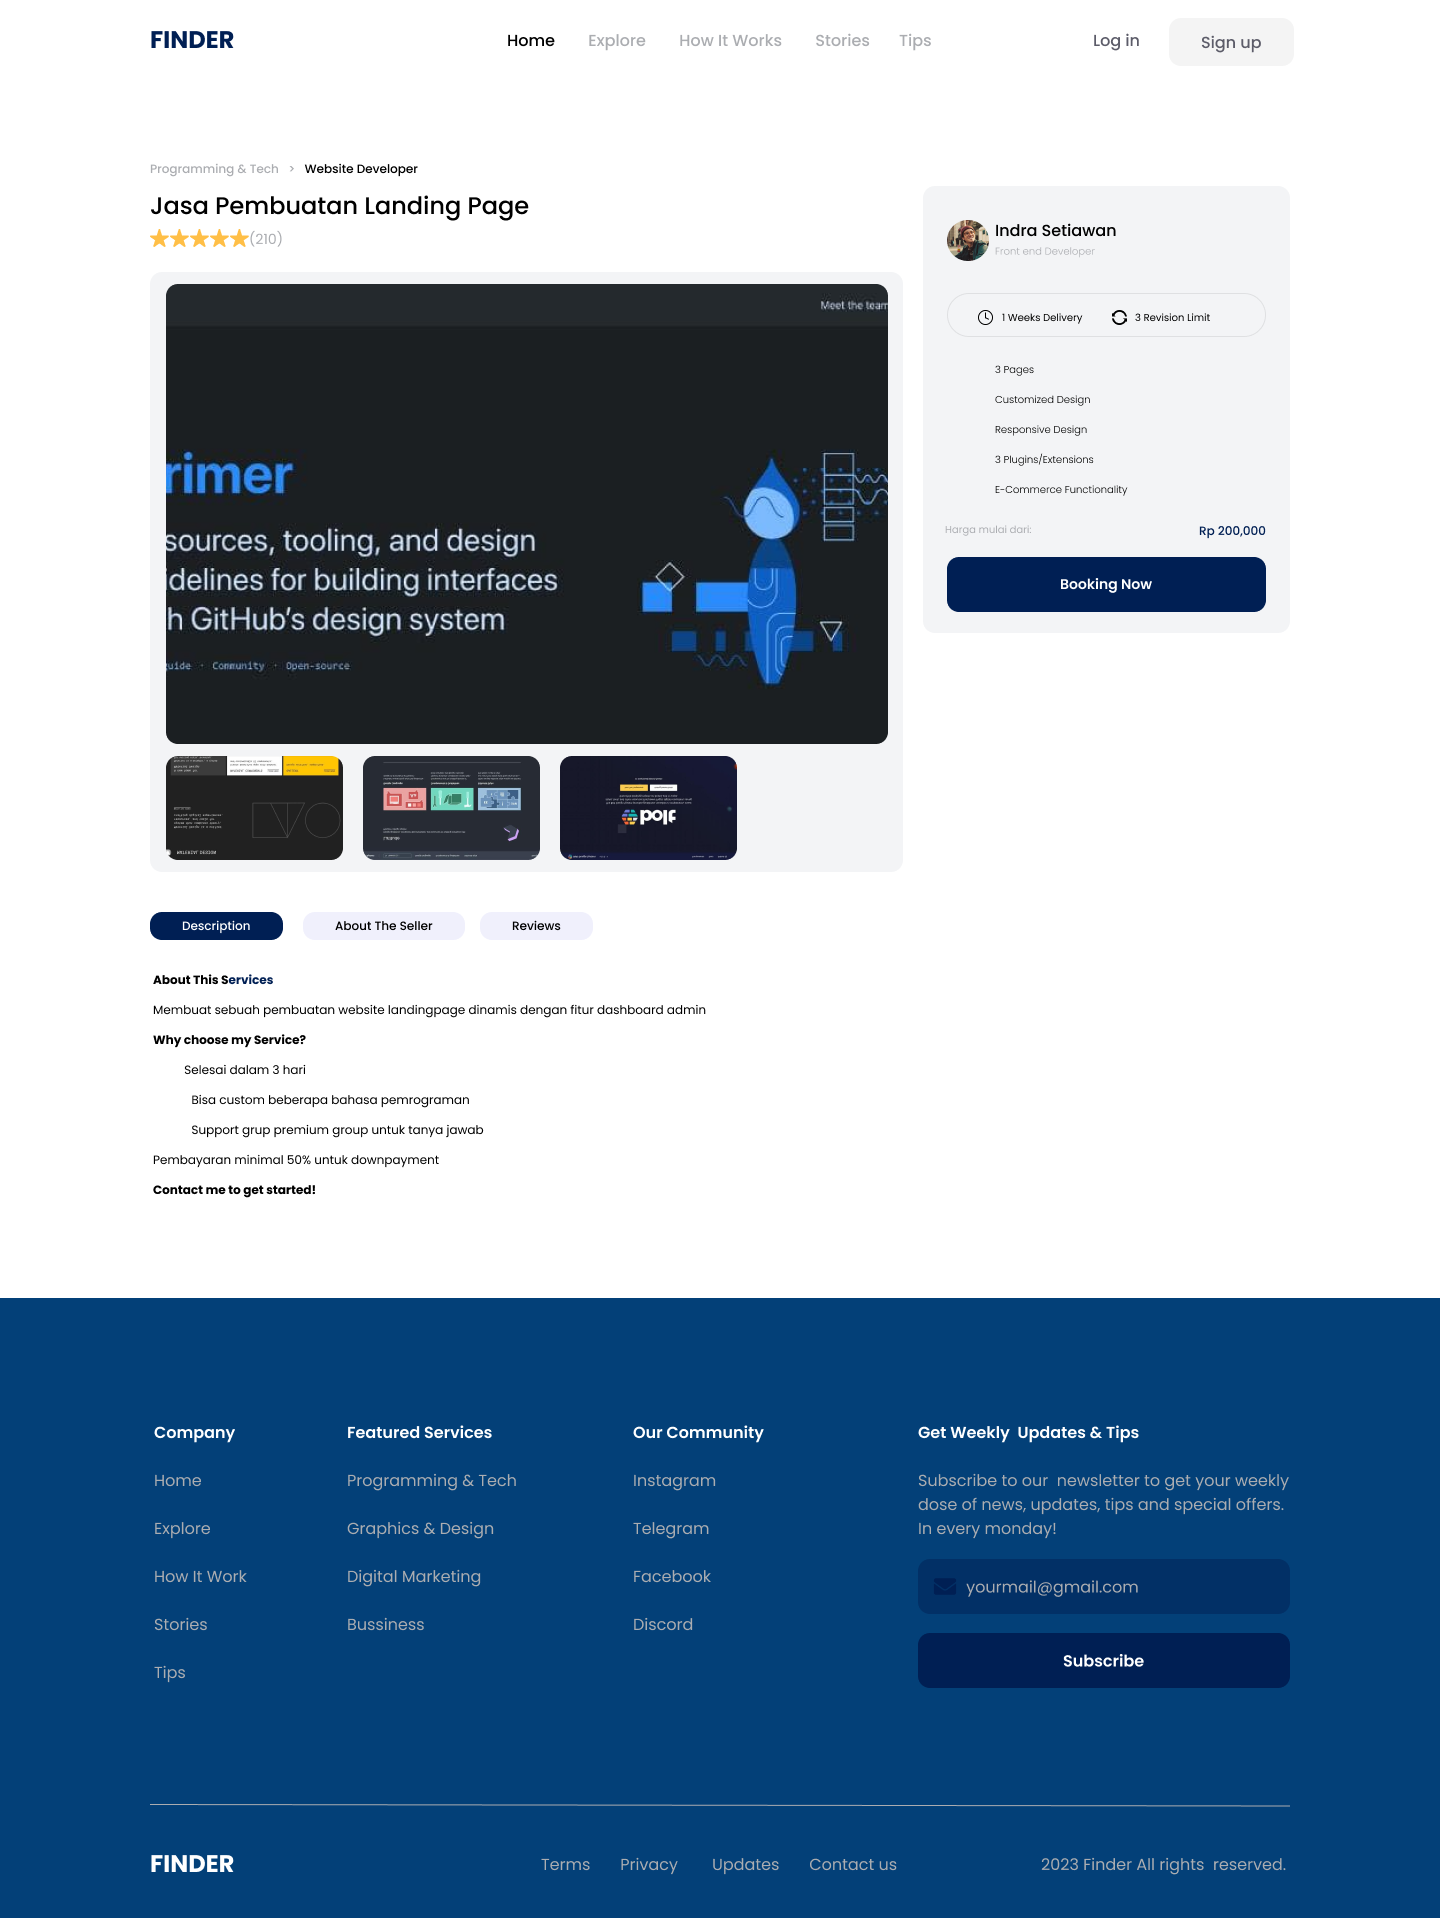 FINDER
Home Explore How It Works Stories Tips
Log in Sign up
Programming & Tech > Website Developer
Jasa Pembuatan Landing Page
(210)
Meet the team
rimer
sources, tooling, and design
idelines for building interfaces
h GitHub's design system
uide · Community · Open-source
Indra Setiawan
Front end Developer
1 Weeks Delivery 3 Revision Limit
3 Pages
Customized Design
Responsive Design
3 Plugins/Extensions
E-Commerce Functionality
Harga mulai dari: Rp 200,000
Booking Now
Description About The Seller Reviews
About This Services
Membuat sebuah pembuatan website landingpage dinamis dengan fitur dashboard admin
Why choose my Service?
Selesai dalam 3 hari
Bisa custom beberapa bahasa pemrograman
Support grup premium group untuk tanya jawab
Pembayaran minimal 50% untuk downpayment
Contact me to get started!
Company
Home
Explore
How It Work
Stories
Tips
Featured Services
Programming & Tech
Graphics & Design
Digital Marketing
Bussiness
Our Community
Instagram
Telegram
Facebook
Discord
Get Weekly Updates & Tips
Subscribe to our newsletter to get your weekly
dose of news, updates, tips and special offers.
In every monday!
yourmail@gmail.com
Subscribe
FINDER
Terms Privacy Updates Contact us
2023 Finder All rights reserved.